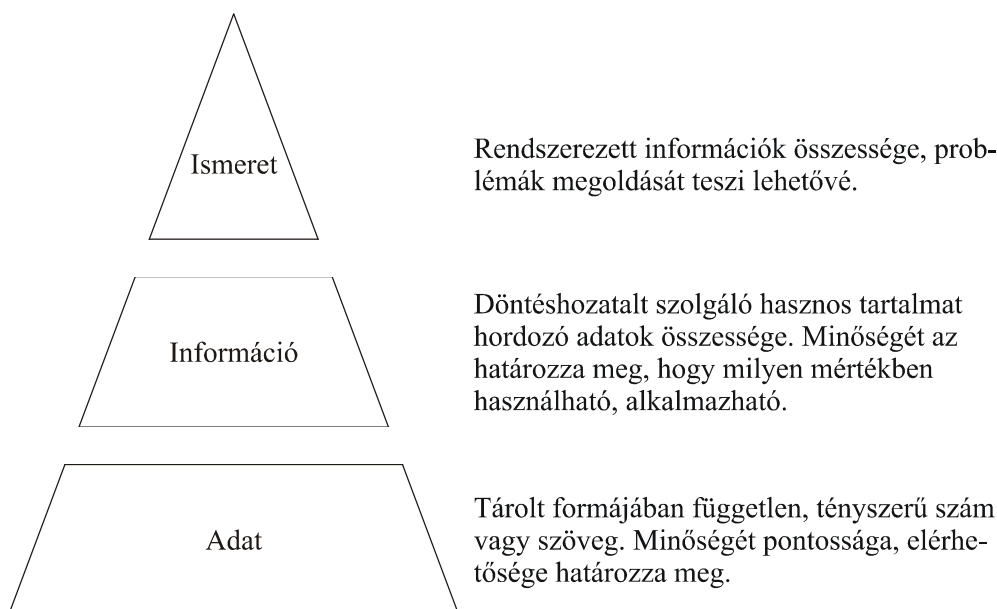 Ismeret
Rendszerezett információk összessége, prob-
lémák megoldását teszi lehetővé.
Információ
Döntéshozatalt szolgáló hasznos tartalmat
hordozó adatok összessége. Minőségét az
határozza meg, hogy milyen mértékben
használható, alkalmazható.
Adat
Tárolt formájában független, tényszerű szám
vagy szöveg. Minőségét pontossága, elérhe-
tősége határozza meg.